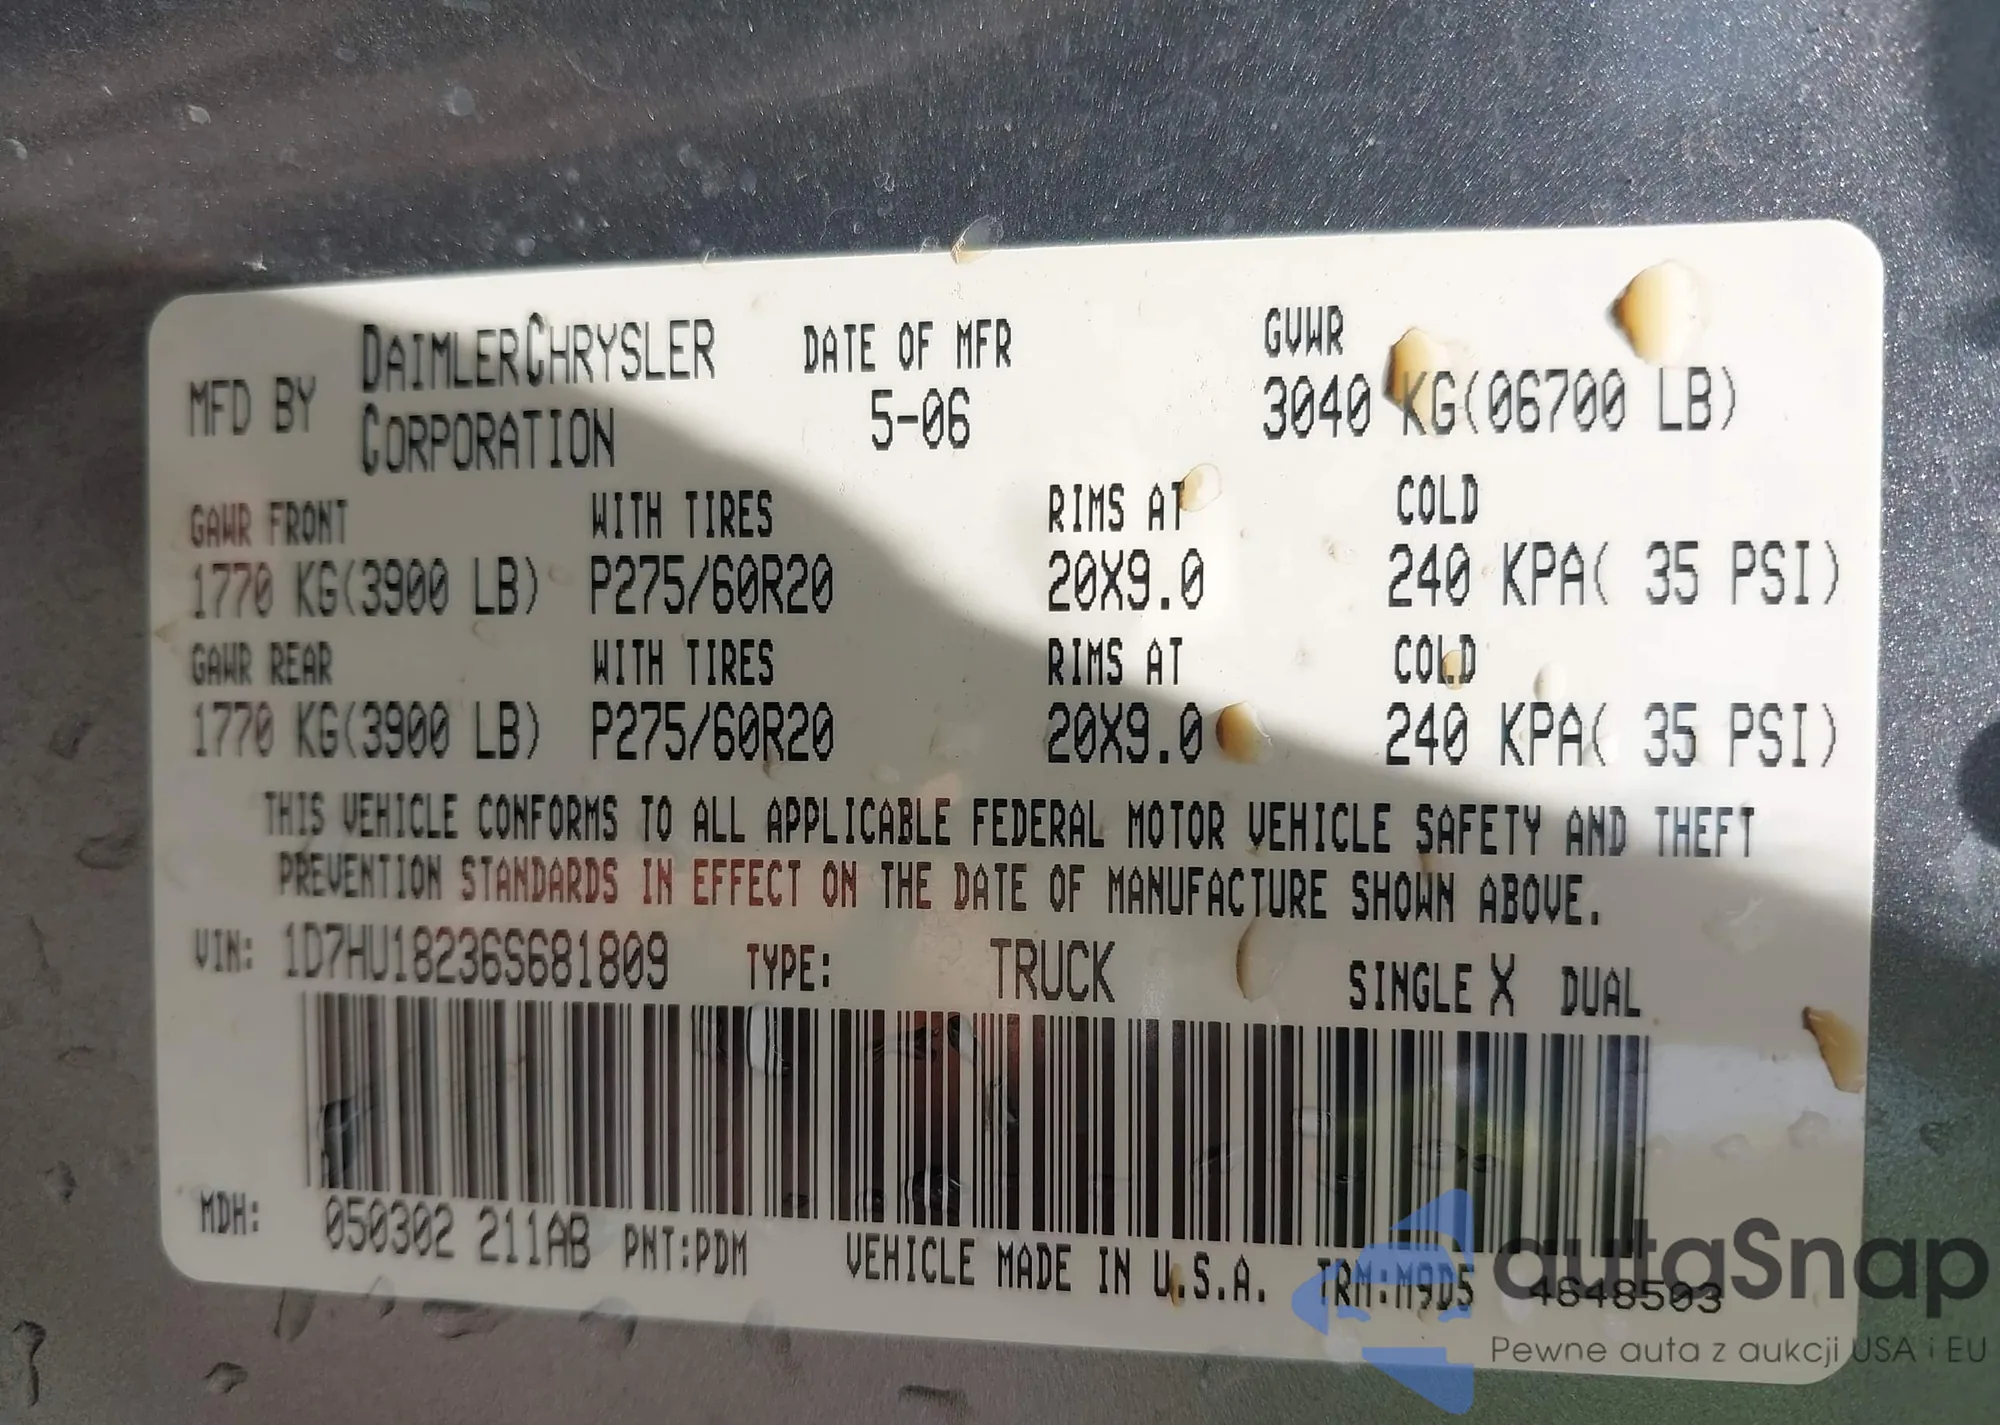 MFD BY DAIMLERCHRYSLER CORPORATION DATE OF MFR 5-06 GVWR 3040 KG(06700 LB)
GAWR FRONT WITH TIRES RIMS AT COLD
1770 KG(3900 LB) P275/60R20 20X9.0 240 KPA( 35 PSI)
GAWR REAR WITH TIRES RIMS AT COLD
1770 KG(3900 LB) P275/60R20 20X9.0 240 KPA( 35 PSI)
THIS VEHICLE CONFORMS TO ALL APPLICABLE FEDERAL MOTOR VEHICLE SAFETY AND THEFT
PREVENTION STANDARDS IN EFFECT ON THE DATE OF MANUFACTURE SHOWN ABOVE.
VIN: 1D7HU18236S681809 TYPE: TRUCK SINGLE X DUAL
MDH: 050302 211AB PNT:PDM VEHICLE MADE IN U.S.A. TRM:M9D5 4648503
autaSnap
Pewne auta z aukcji USA i EU